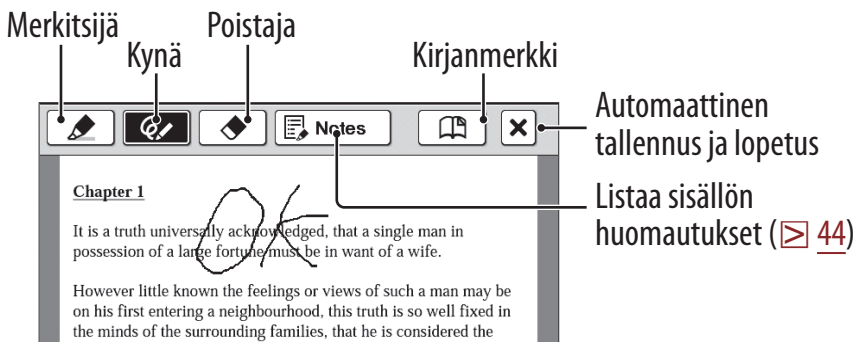 Merkitsijä
Kynä
Poistaja
Kirjanmerkki
Notes
Automaattinen
tallennus ja lopetus
Listaa sisällön
huomautukset ( 44)
Chapter 1
OK
It is a truth universally acknowledged, that a single man in
possession of a large fortune must be in want of a wife.
However little known the feelings or views of such a man may be
on his first entering a neighbourhood, this truth is so well fixed in
the minds of the surrounding families, that he is considered the